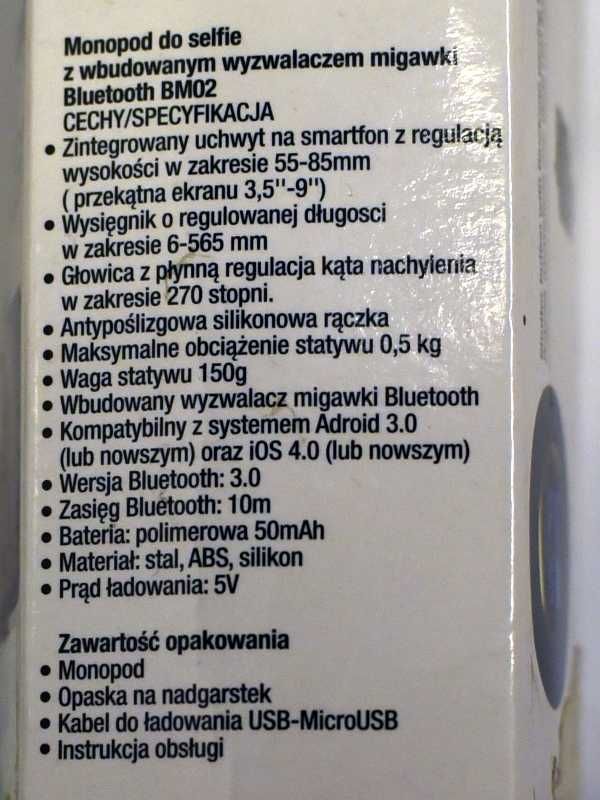 Monopod do selfie
z wbudowanym wyzwalaczem migawki
Bluetooth BM02
CECHY/SPECYFIKACJA
• Zintegrowany uchwyt na smartfon z regulacją
wysokości w zakresie 55-85mm
( przekątna ekranu 3,5"-9")
• Wysięgnik o regulowanej długosci
w zakresie 6-565 mm
• Głowica z płynną regulacja kąta nachylenia
w zakresie 270 stopni.
• Antypoślizgowa silikonowa rączka
• Maksymalne obciążenie statywu 0,5 kg
• Waga statywu 150g
• Wbudowany wyzwalacz migawki Bluetooth
• Kompatybilny z systemem Adroid 3.0
(lub nowszym) oraz iOS 4.0 (lub nowszym)
• Wersja Bluetooth: 3.0
• Zasięg Bluetooth: 10m
• Bateria: polimerowa 50mAh
• Materiał: stal, ABS, silikon
• Prąd ładowania: 5V
Zawartość opakowania
• Monopod
• Opaska na nadgarstek
• Kabel do ładowania USB-MicroUSB
• Instrukcja obsługi